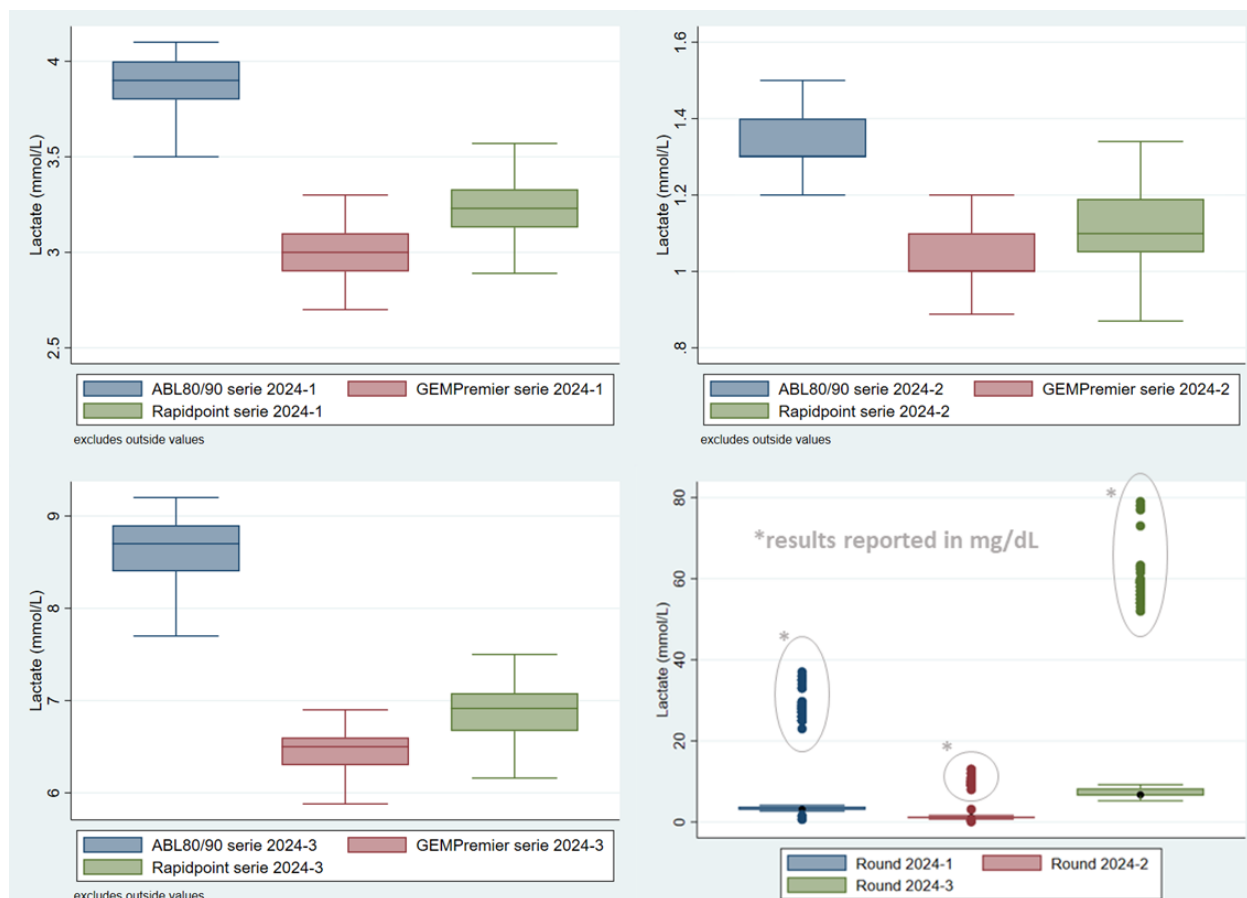 Lactate (mmol/L)
4
3.5
3
2.5
ABL80/90 serie 2024-1
GEMPremier serie 2024-1
Rapidpoint serie 2024-1
excludes outside values
Lactate (mmol/L)
1.6
1.4
1.2
1
.8
ABL80/90 serie 2024-2
GEMPremier serie 2024-2
Rapidpoint serie 2024-2
excludes outside values
Lactate (mmol/L)
9
8
7
6
ABL80/90 serie 2024-3
GEMPremier serie 2024-3
Rapidpoint serie 2024-3
excludes outside values
Lactate (mmol/L)
80
60
40
20
0
*
*results reported in mg/dL
*
*
Round 2024-1
Round 2024-2
Round 2024-3